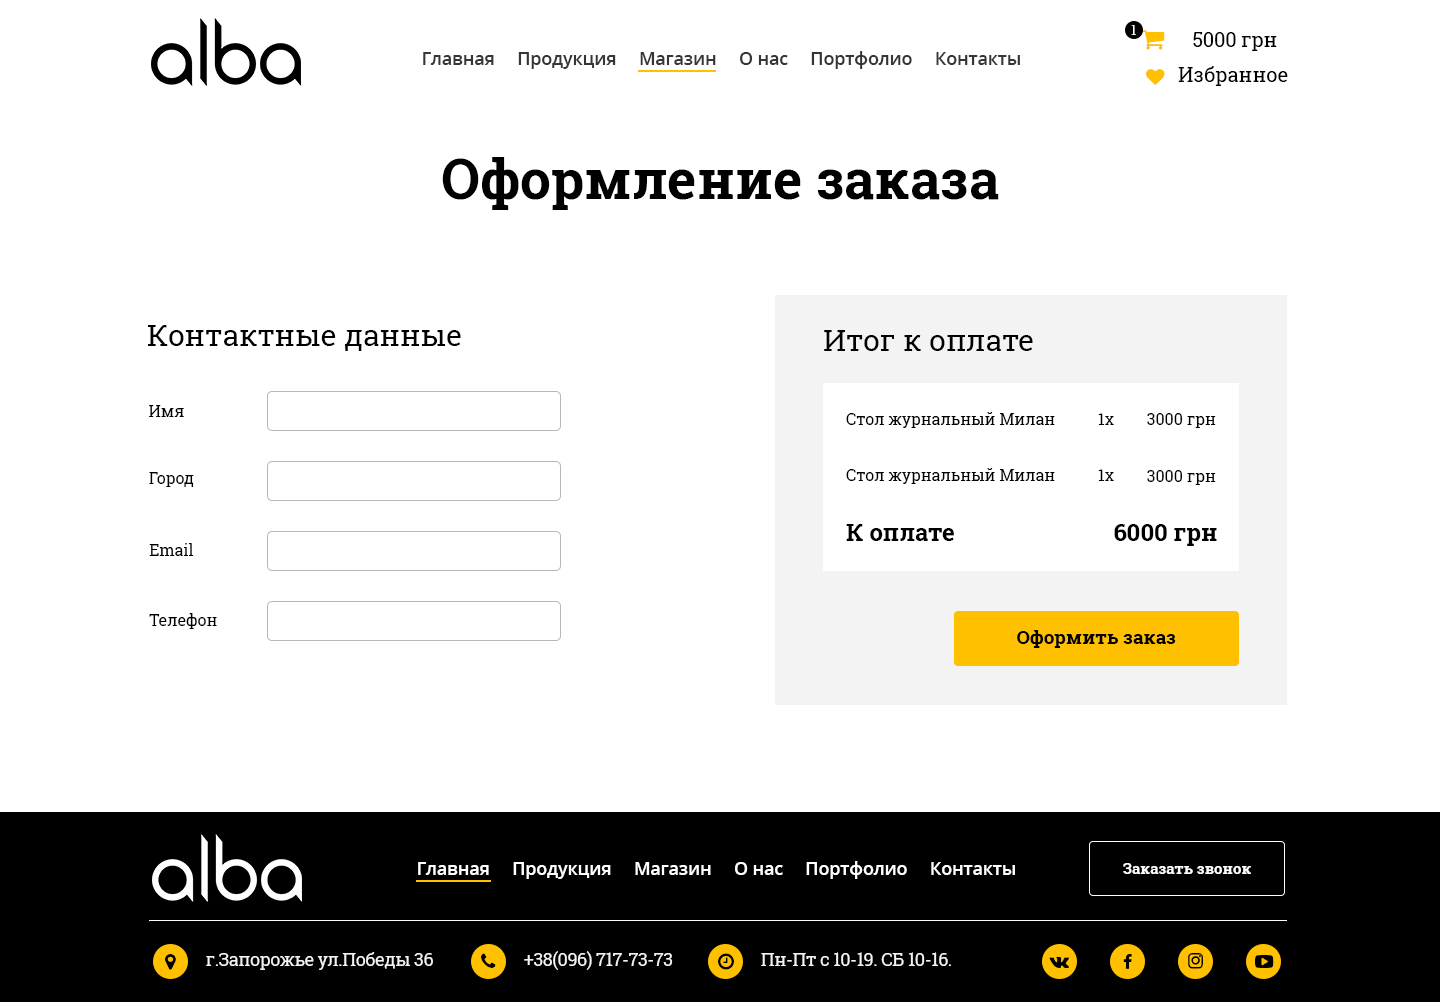 alba
Главная Продукция Магазин О нас Портфолио Контакты
1 5000 грн
Избранное
Оформление заказа
Контактные данные
Имя
Город
Email
Телефон
Итог к оплате
Стол журнальный Милан 1x 3000 грн
Стол журнальный Милан 1x 3000 грн
К оплате 6000 грн
Оформить заказ
alba
Главная Продукция Магазин О нас Портфолио Контакты
Заказать звонок
г.Запорожье ул.Победы 36 +38(096) 717-73-73 Пн-Пт с 10-19. СБ 10-16.